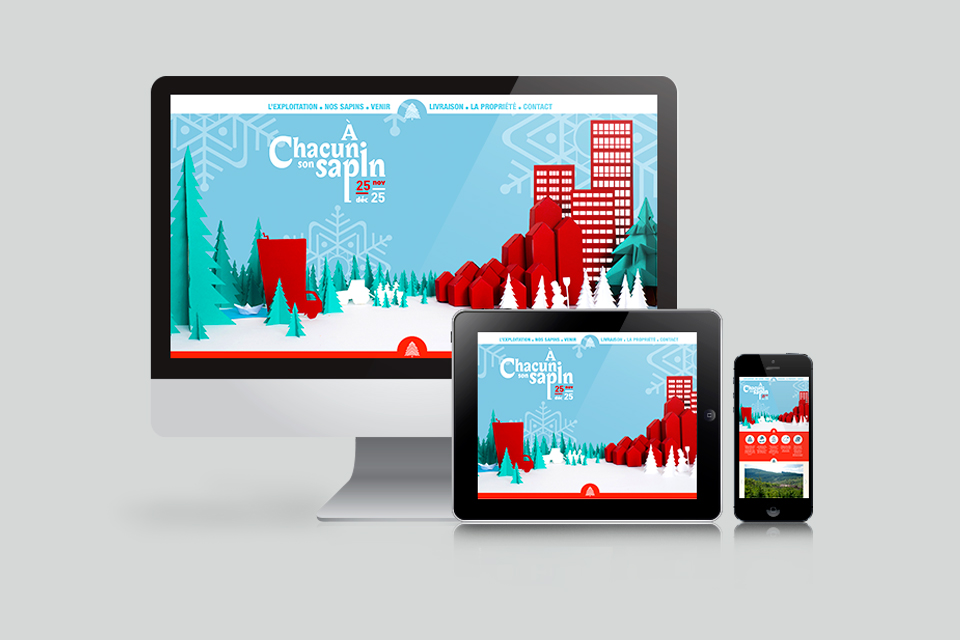 L'EXPLOITATION • NOS SAPINS • VENIR LIVRAISON • LA PROPRIÉTÉ • CONTACT
À
Chacun
son sapin
25 nov
déc 25
L'EXPLOITATION • NOS SAPINS • VENIR LIVRAISON • LA PROPRIÉTÉ • CONTACT
À
Chacun
son sapin
25 nov
déc 25
À
Chacun
son sapin